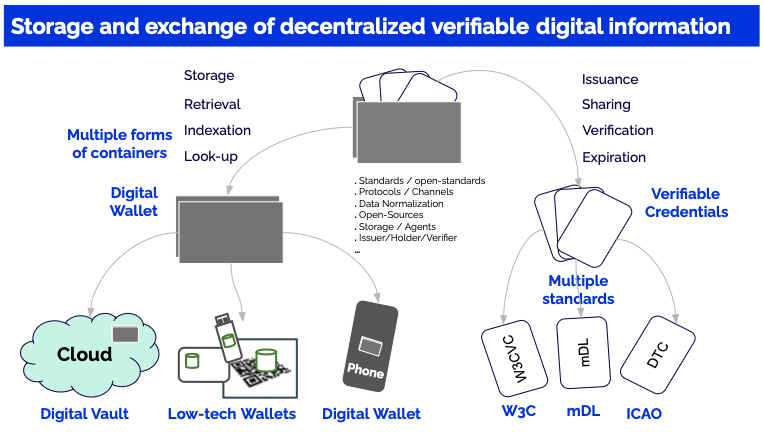 Storage and exchange of decentralized verifiable digital information
Storage
Retrieval
Indexation
Look-up
Multiple forms
of containers
Issuance
Sharing
Verification
Expiration
. Standards / open-standards
. Protocols / Channels
. Data Normalization
. Open-Sources
. Storage / Agents
. Issuer/Holder/Verifier
...
Digital
Wallet
Verifiable
Credentials
Multiple
standards
Cloud
Phone
W3CVC
mDL
DTC
Digital Vault
Low-tech Wallets
Digital Wallet
W3C
mDL
ICAO